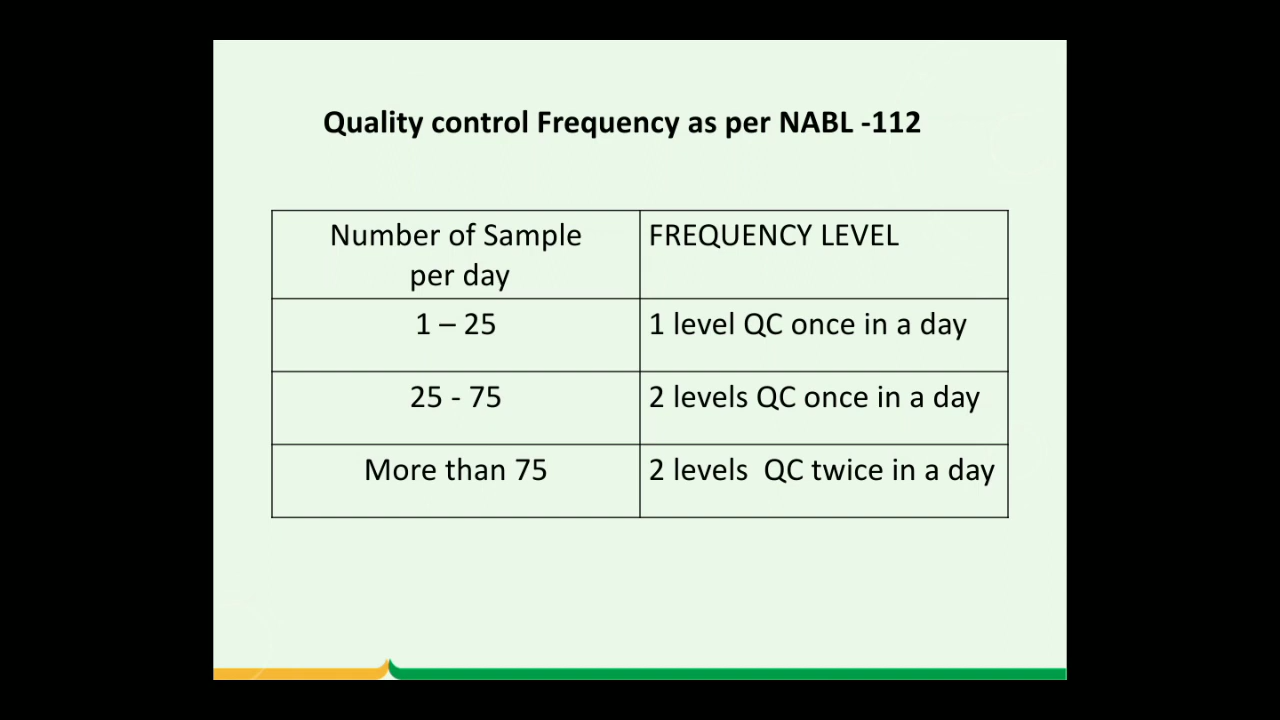 Quality control Frequency as per NABL -112
Number of Sample
per day
FREQUENCY LEVEL
1 – 25
1 level QC once in a day
25 - 75
2 levels QC once in a day
More than 75
2 levels  QC twice in a day